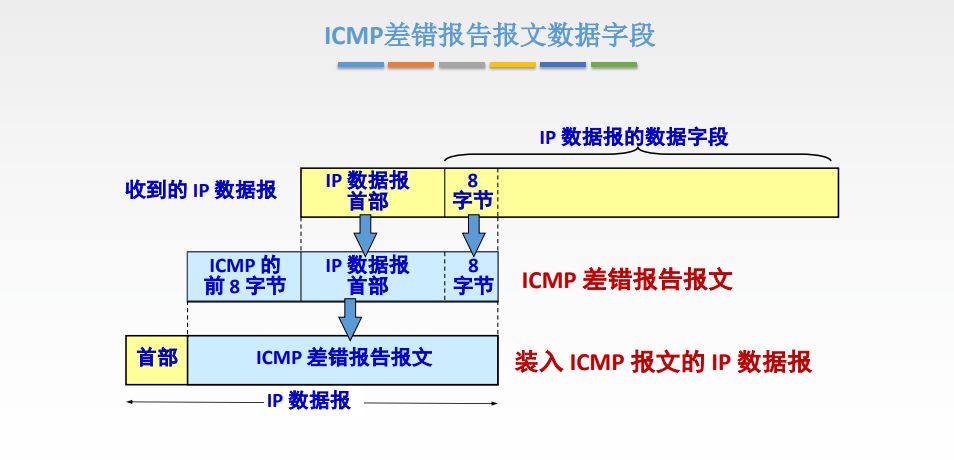 ICMP差错报告报文数据字段
IP 数据报的数据字段
收到的 IP 数据报
IP 数据报
首部
8
字节
ICMP 的
前 8 字节
IP 数据报
首部
8
字节
ICMP 差错报告报文
首部
ICMP 差错报告报文
装入 ICMP 报文的 IP 数据报
IP 数据报